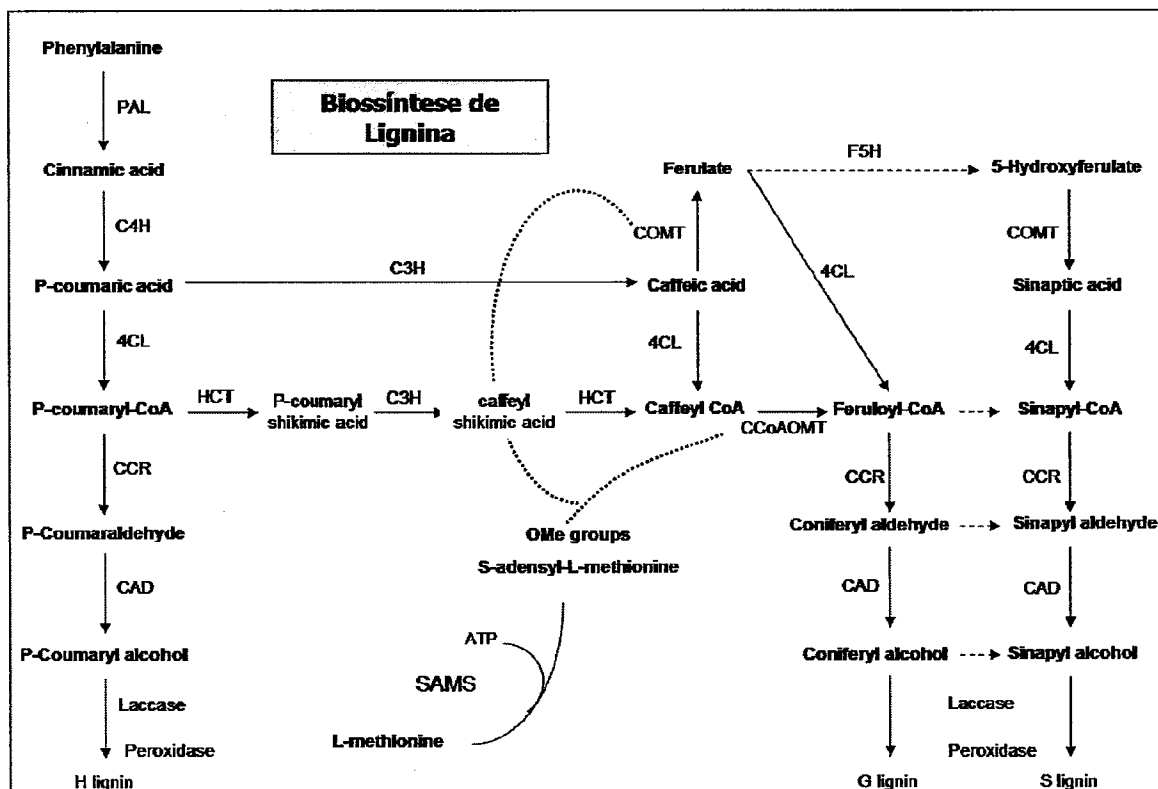 Phenylalanine
PAL
Biossíntese de
Lignina
Cinnamic acid
Ferulate
F5H
5-Hydroxyferulate
C4H
COMT
COMT
P-coumaric acid
C3H
Caffeic acid
4CL
Sinaptic acid
4CL
4CL
4CL
P-coumaryl-CoA
HCT
P-coumaryl
shikimic acid
C3H
caffeyl
shikimic acid
HCT
Caffeyl CoA
CCoAOMT
Feruloyl-CoA
Sinapyl-CoA
CCR
CCR
CCR
P-Coumaraldehyde
OMe groups
Coniferyl aldehyde
Sinapyl aldehyde
S-adensyl-L-methionine
CAD
CAD
CAD
ATP
P-Coumaryl alcohol
Coniferyl alcohol
Sinapyl alcohol
SAMS
Laccase
Laccase
L-methionine
Peroxidase
Peroxidase
H lignin
G lignin
S lignin